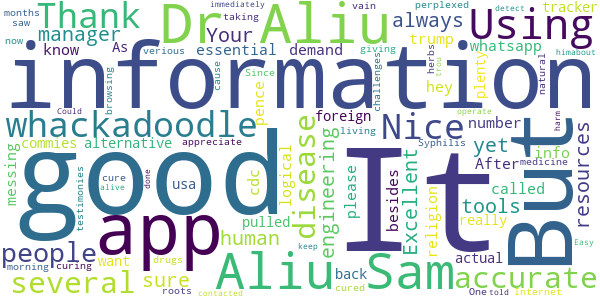 months
immediately
vain
perplexed
detect
Thank
Dr
Aliu
Using
saw
taking
always
tracker
now
As
manager
Your
trump
whatsapp
know
various
essential
demand
hey
plenty
giving
herbs
trou
browsing
Since
cause
pence
challenges
natural
himabout
information
whackadoodle
foreign
Nice
number
Could
living
operate
commies
alternative
appreciate
disease
engineering
logical
please
Syphilis
yet
info
resources
messing
After
medicine
harm
good
It
But
cure
alive
done
usa
cdc
called
tools
besides
Excellent
religion
really
testimonies
app
human
pulled
actual
people
want
back
Internet
Easy
morning
curing
drugs
cured
several
sure
roots
contacted
Aliu
Sam
keep
accurate
One
told